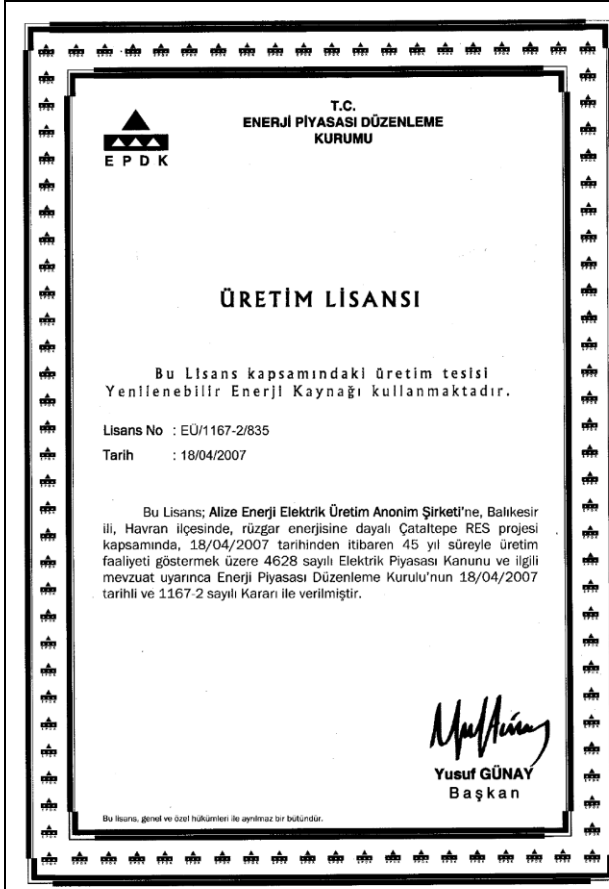 T.C.
ENERJİ PİYASASI DÜZENLEME
KURUMU
EPDK
ÜRETİM LİSANSI
Bu Lisans kapsamındaki üretim tesisi
Yenilenebilir Enerji Kaynağı kullanmaktadır.
Lisans No : EÜ/1167-2/835
Tarih : 18/04/2007
Bu Lisans; Alize Enerji Elektrik Üretim Anonim Şirketi'ne, Balıkesir
ili, Havran ilçesinde, rüzgar enerjisine dayalı Çataltepe RES projesi
kapsamında, 18/04/2007 tarihinden itibaren 45 yıl süreyle üretim
faaliyeti göstermek üzere 4628 sayılı Elektrik Piyasası Kanunu ve ilgili
mevzuat uyarınca Enerji Piyasası Düzenleme Kurulu'nun 18/04/2007
tarihli ve 1167-2 sayılı Kararı ile verilmiştir.
Yusuf GÜNAY
Başkan
Bu lisans, genel ve özel hükümleri ile ayrılmaz bir bütündür.